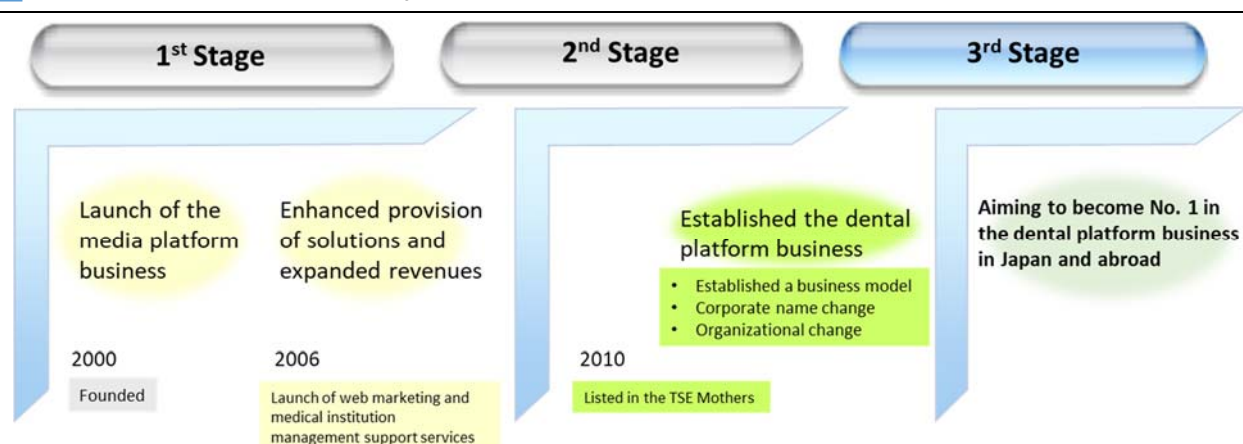 1st Stage
2nd Stage
3rd Stage
Launch of the
media platform
business
Enhanced provision
of solutions and
expanded revenues
Established the dental
platform business
• Established a business model
• Corporate name change
• Organizational change
Aiming to become No. 1 in
the dental platform business
in Japan and abroad
2000
Founded
2006
Launch of web marketing and
medical institution
management support services
2010
Listed in the TSE Mothers